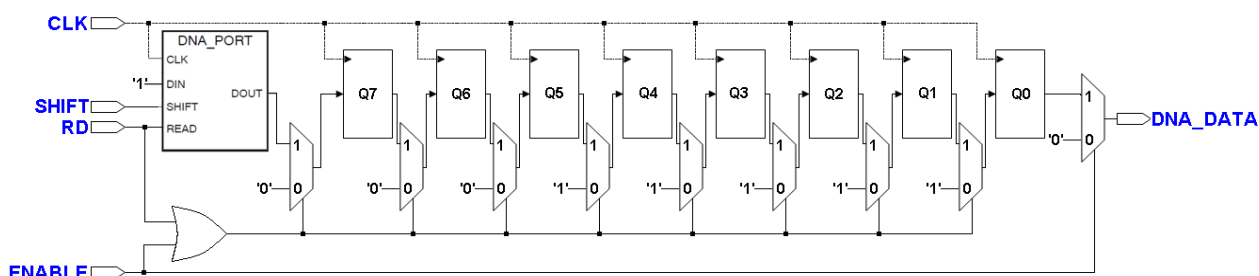 CLK
DNA_PORT
CLK
'1' DIN
DOUT
SHIFT SHIFT
RD READ
Q7 Q6 Q5 Q4 Q3 Q2 Q1 Q0
1 1 1 1 1 1 1 1 1
'0' 0 '0' 0 '0' 0 '1' 0 '1' 0 '1' 0 '1' 0 '1' 0 '0' 0
DNA_DATA
ENABLE